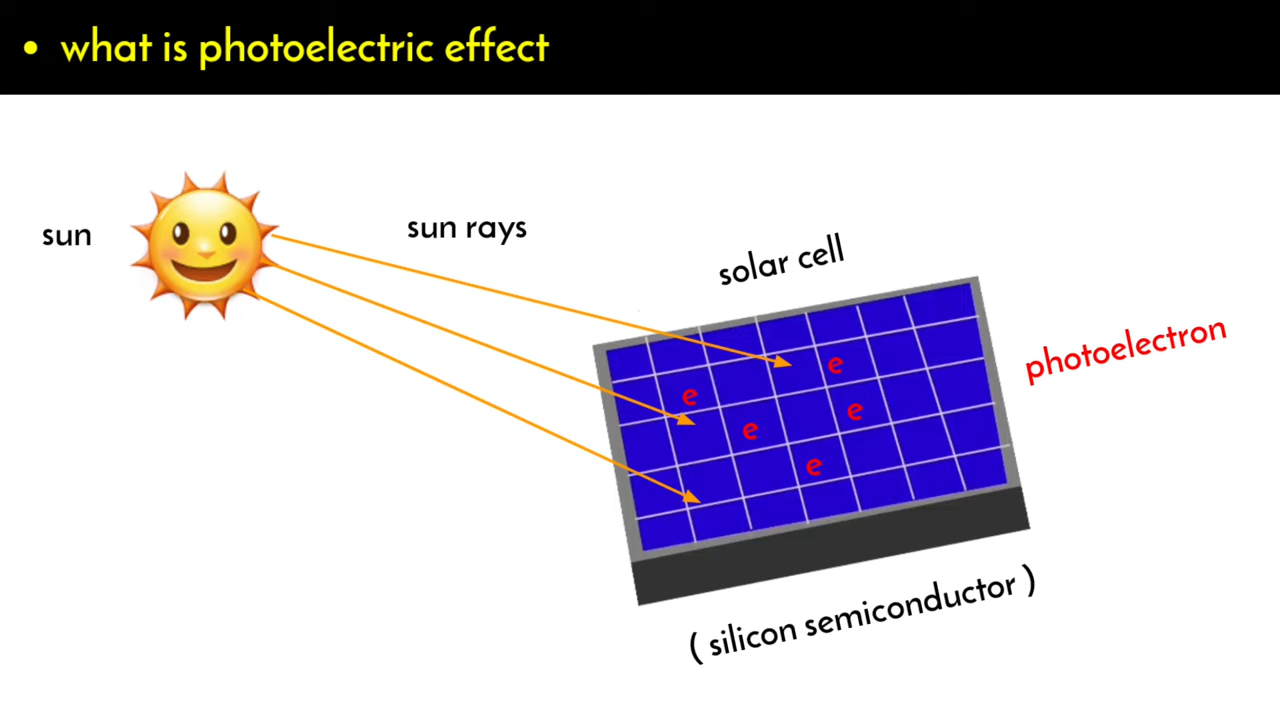 • what is photoelectric effect
sun
sun rays
solar cell
photoelectron
e
e
e
e
e
( silicon semiconductor )